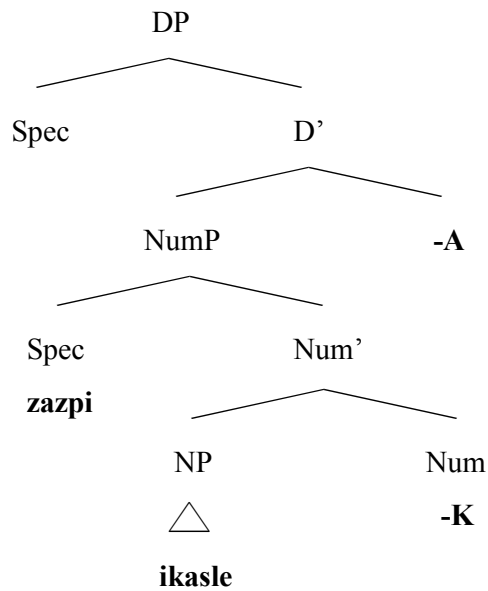 DP
Spec D’
NumP -A
Spec Num’
zazpi
NP Num
-K
ikasle